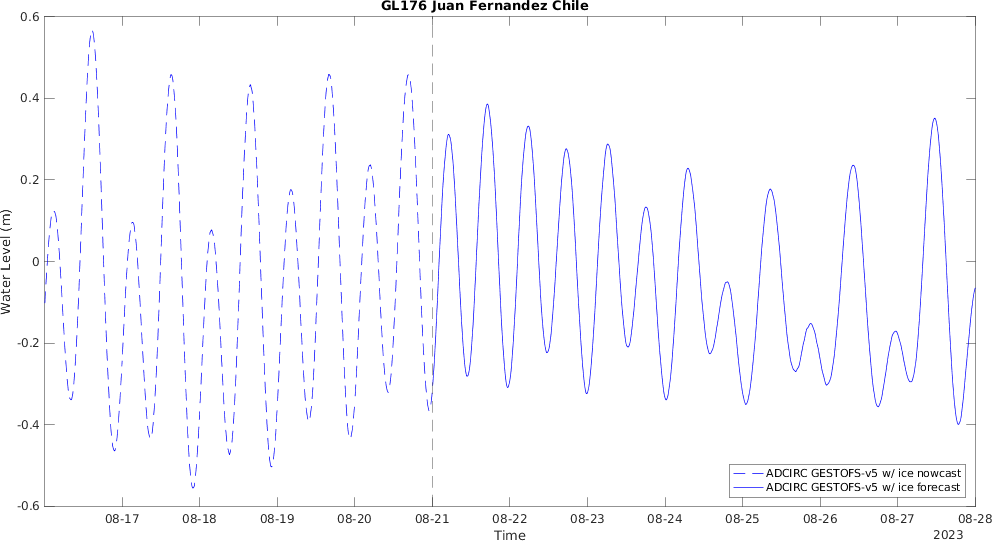 GL176 Juan Fernandez Chile
0.6
0.4
0.2
0
-0.2
-0.4
-0.6
Water Level (m)
ADCIRC GESTOFS-v5 w/ ice nowcast
ADCIRC GESTOFS-v5 w/ ice forecast
08-17 08-18 08-19 08-20 08-21 08-22 08-23 08-24 08-25 08-26 08-27 08-28
Time
2023